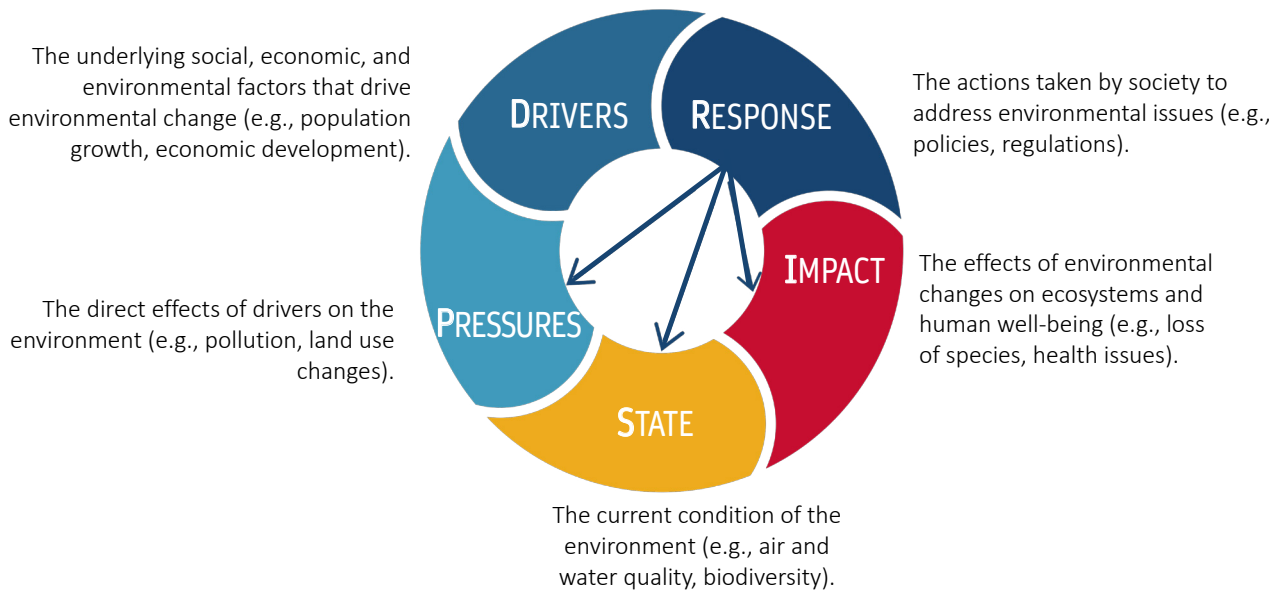 The underlying social, economic, and
environmental factors that drive
environmental change (e.g., population
growth, economic development).
DRIVERS
RESPONSE
The actions taken by society to
address environmental issues (e.g.,
policies, regulations).
IMPACT
The effects of environmental
changes on ecosystems and
human well-being (e.g., loss
of species, health issues).
The direct effects of drivers on the
environment (e.g., pollution, land use
changes).
PRESSURES
STATE
The current condition of the
environment (e.g., air and
water quality, biodiversity).